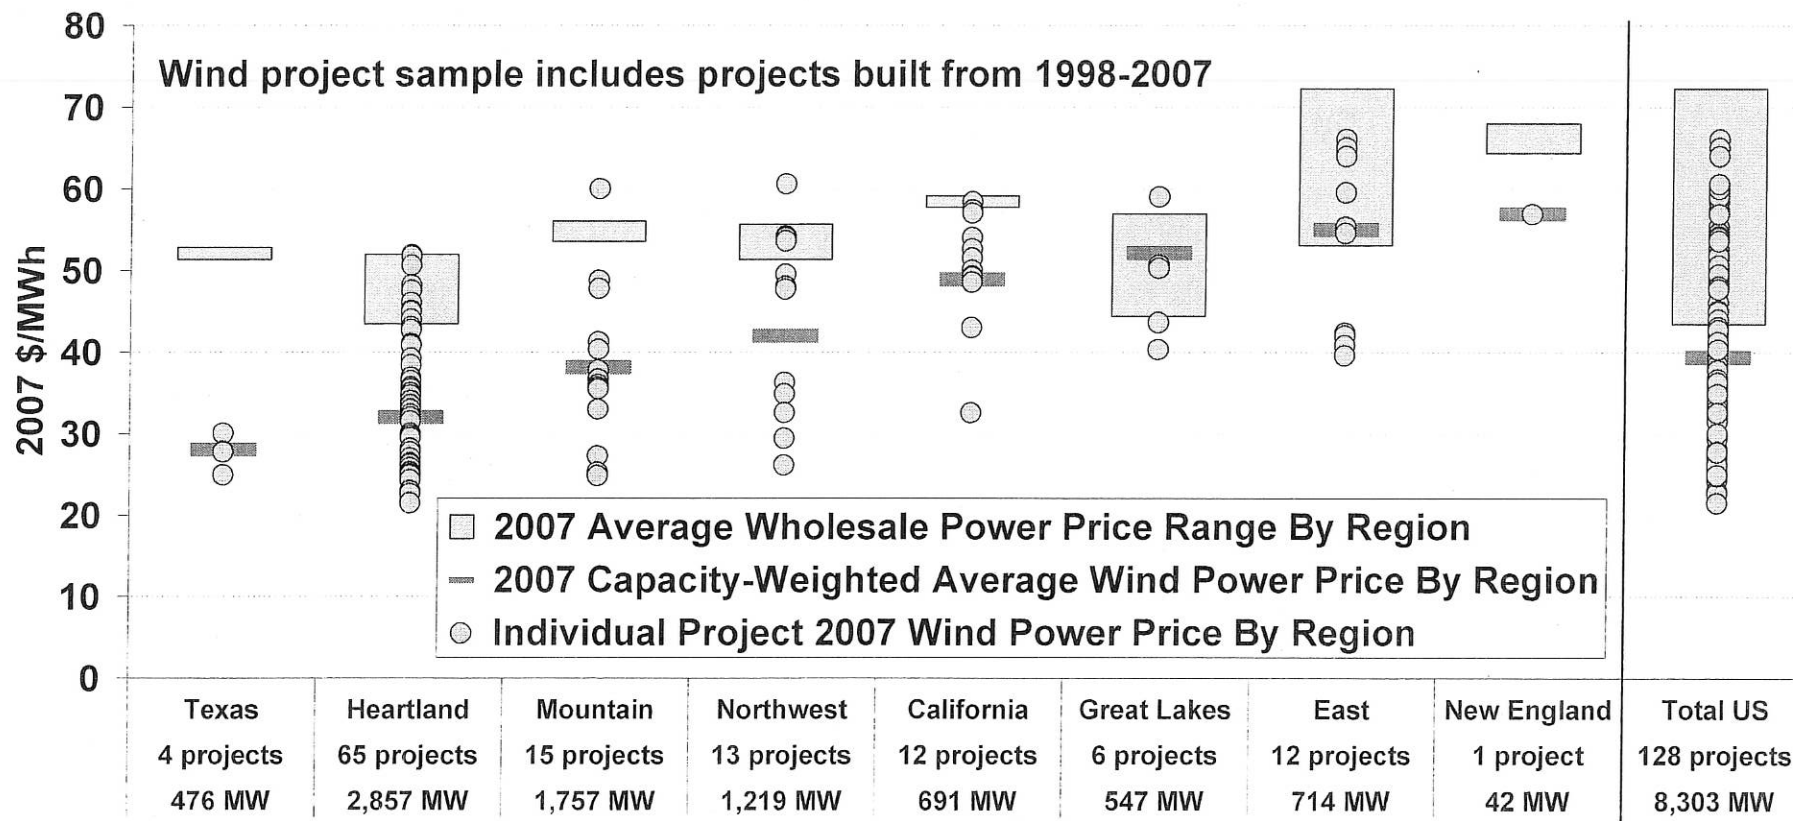 80
Wind project sample includes projects built from 1998-2007
70
60
50
40
30
20
10
0
2007 $/MWh
2007 Average Wholesale Power Price Range By Region
2007 Capacity-Weighted Average Wind Power Price By Region
Individual Project 2007 Wind Power Price By Region
Texas Heartland Mountain Northwest California Great Lakes East New England Total US
4 projects 65 projects 15 projects 13 projects 12 projects 6 projects 12 projects 1 project 128 projects
476 MW 2,857 MW 1,757 MW 1,219 MW 691 MW 547 MW 714 MW 42 MW 8,303 MW